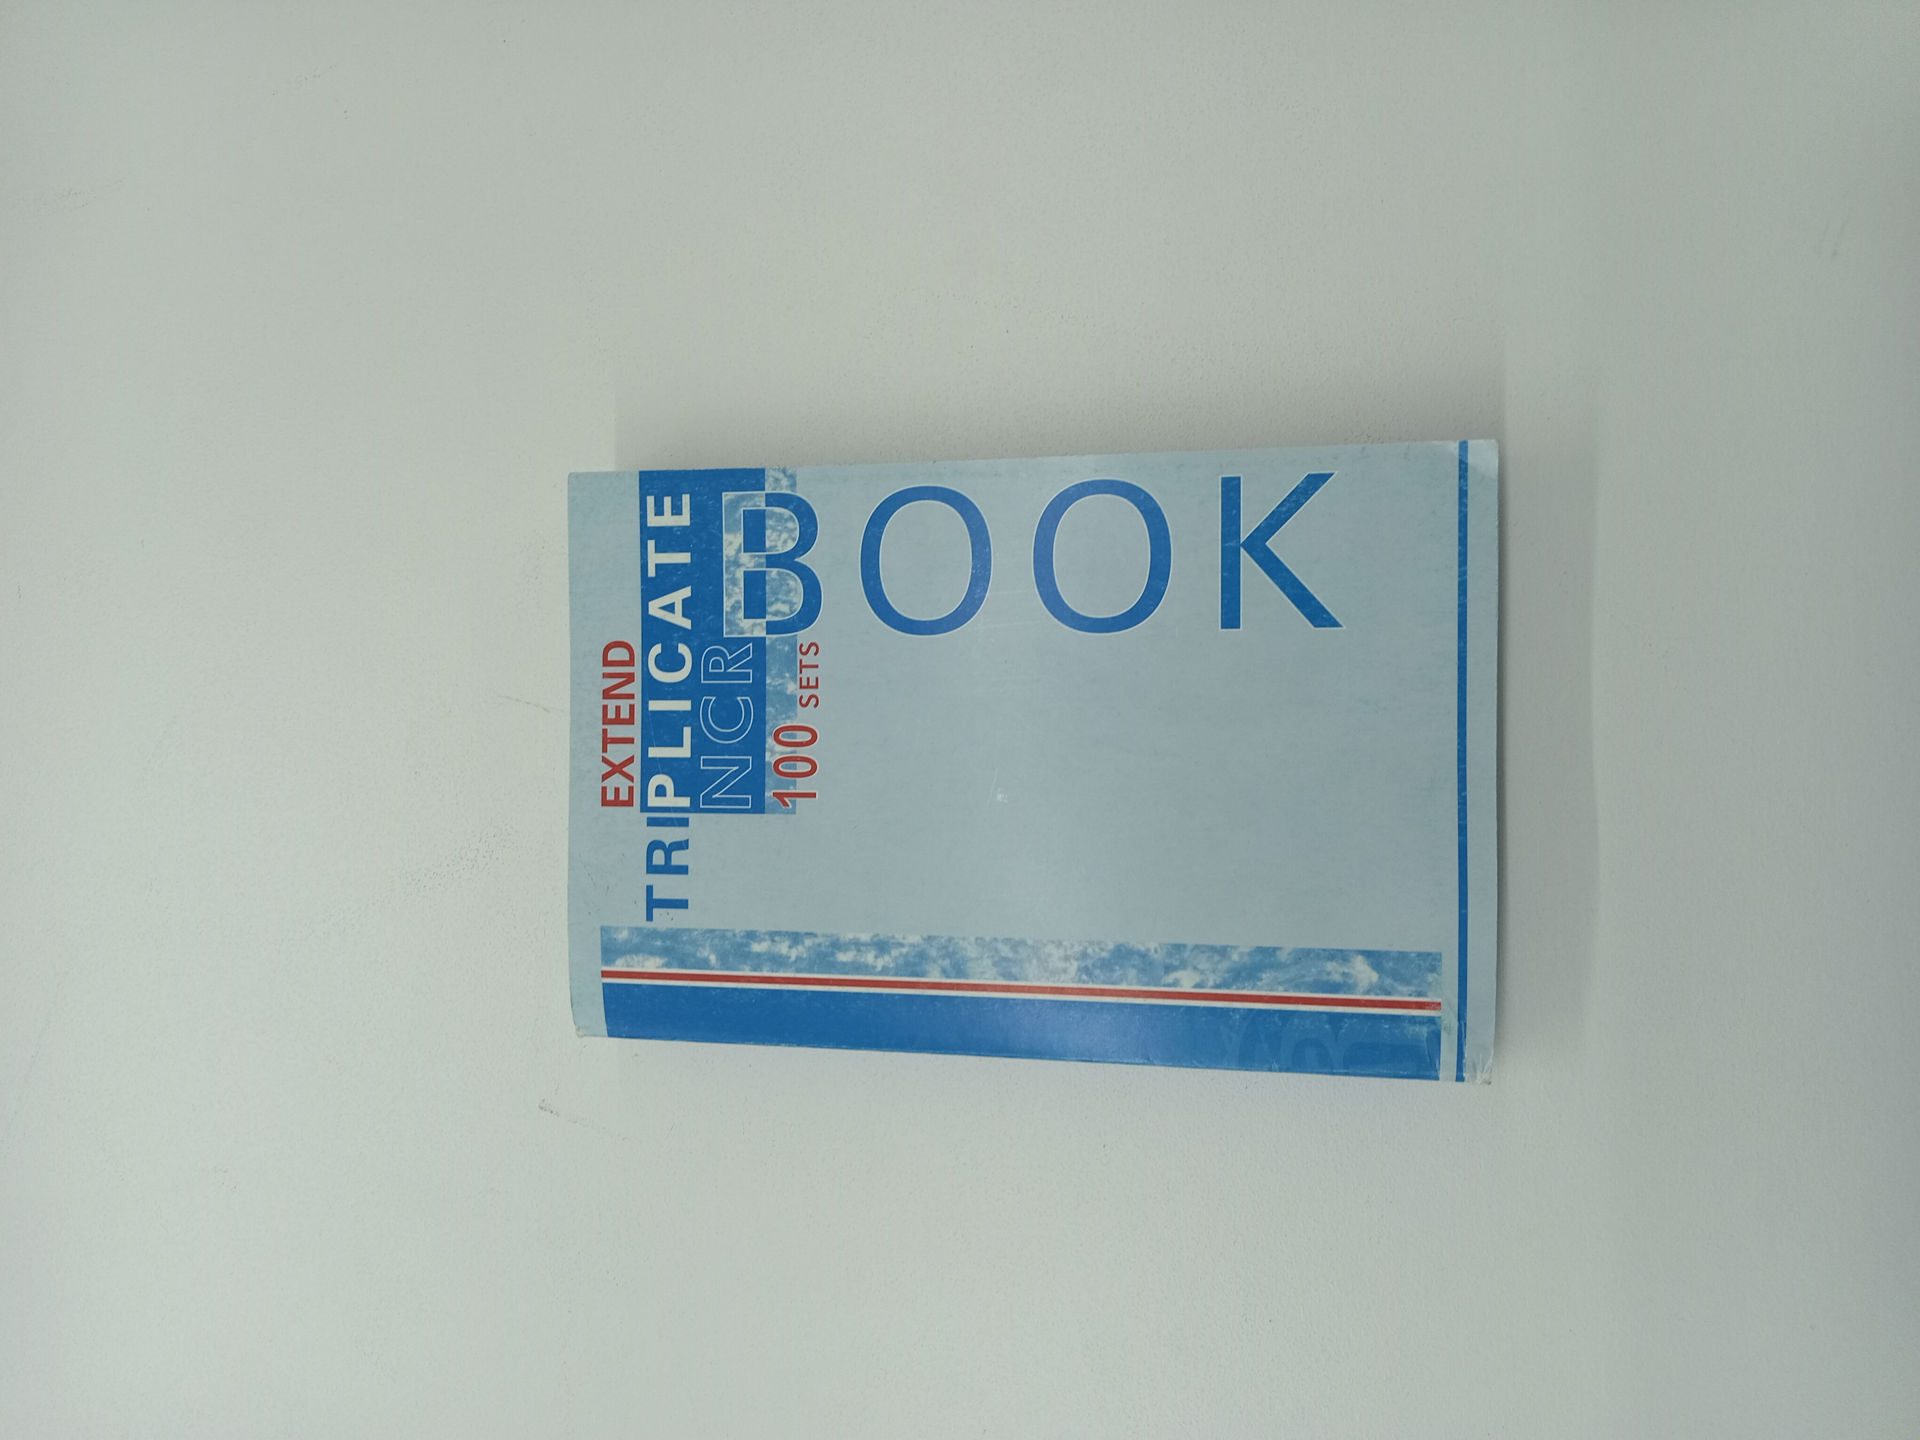 EXTEND
TRIPLICATE
NCR
100 SETS
BOOK